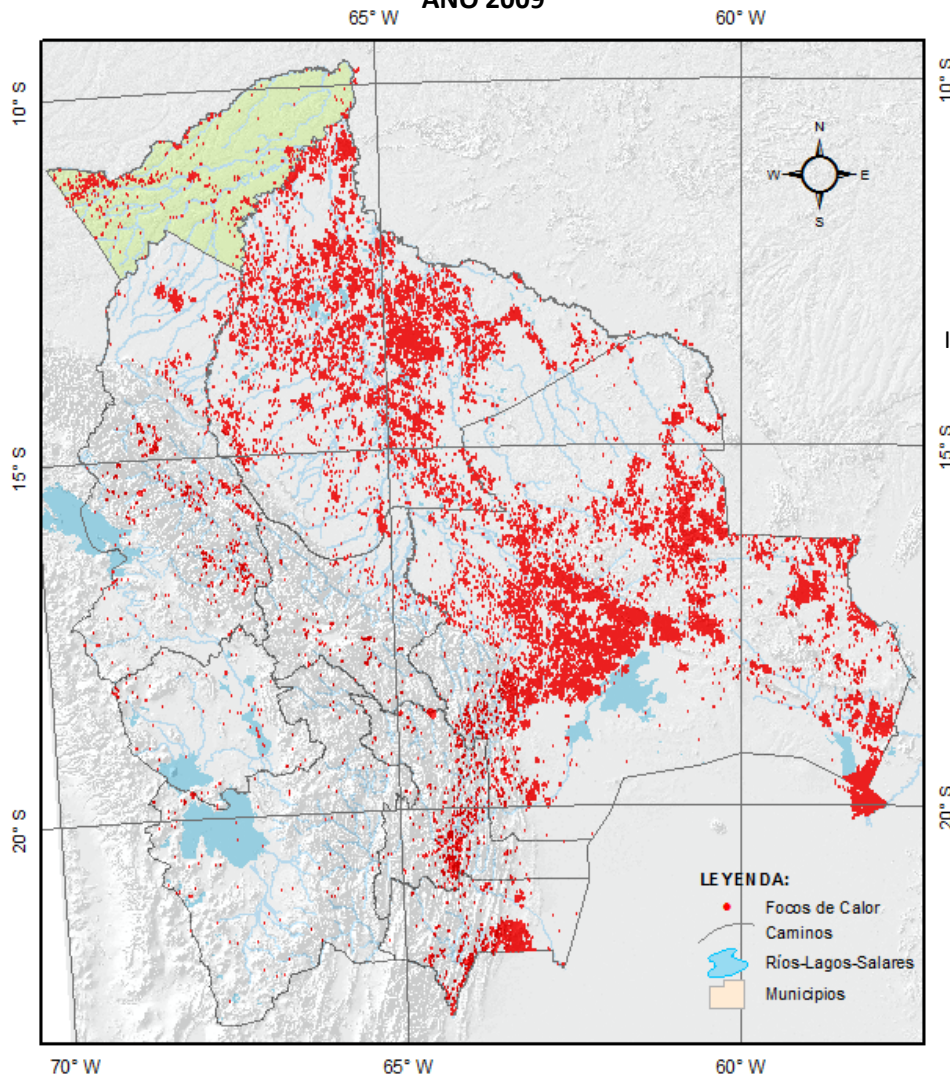 AÑO 2009
65° W
60° W
10° S
10° S
N
W
E
S
I
15° S
15° S
20° S
20° S
LEYENDA:
Focos de Calor
Caminos
Ríos-Lagos-Salares
Municipios
70° W
65° W
60° W